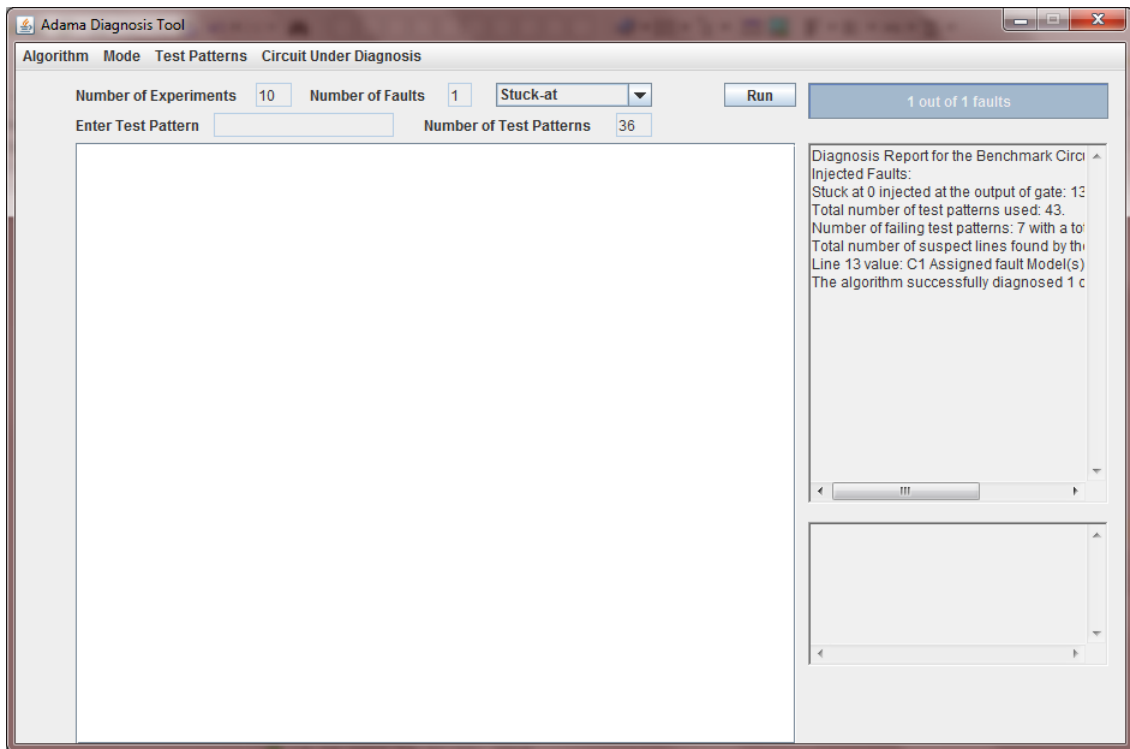 Adama Diagnosis Tool
Algorithm Mode Test Patterns Circuit Under Diagnosis
Number of Experiments 10 Number of Faults 1 Stuck-at Run
1 out of 1 faults
Enter Test Pattern Number of Test Patterns 36
Diagnosis Report for the Benchmark Circu
Injected Faults:
Stuck at 0 injected at the output of gate: 13
Total number of test patterns used: 43.
Number of failing test patterns: 7 with a to
Total number of suspect lines found by the
Line 13 value: C1 Assigned fault Model(s)
The algorithm successfully diagnosed 1 o